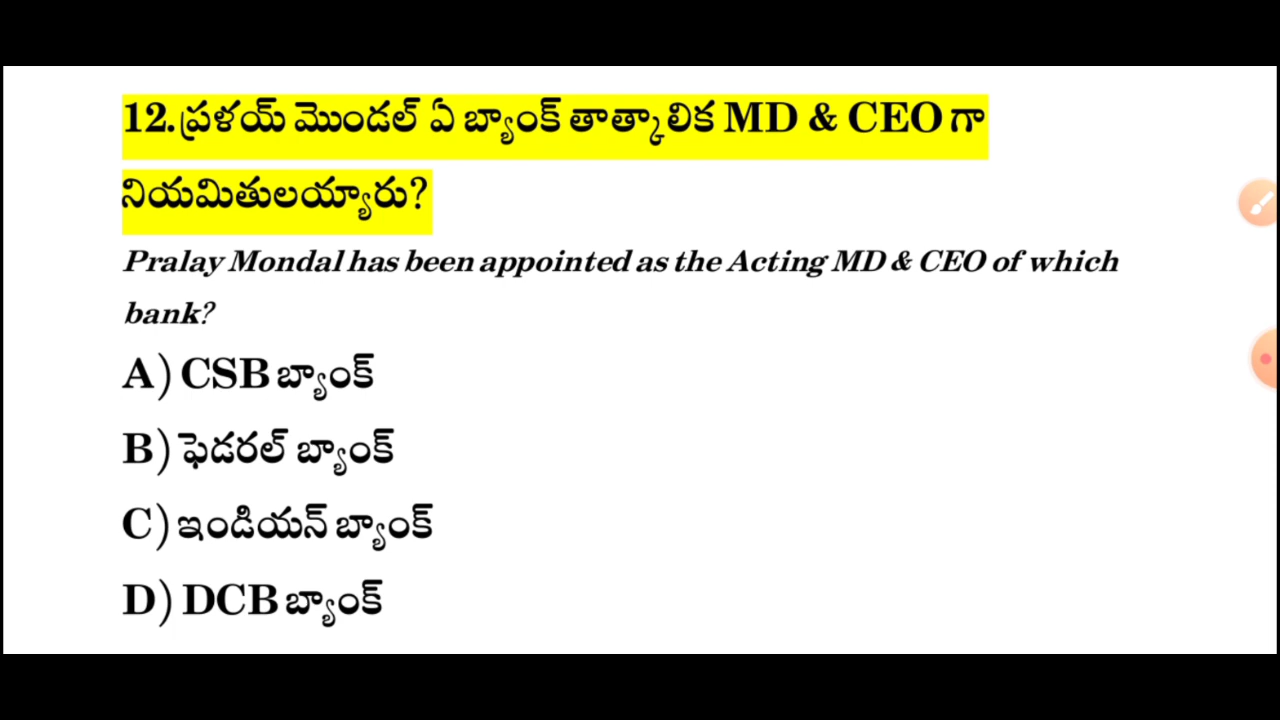 12.ప్రళయ్ మొండల్ ఏ బ్యాంక్ తాత్కాలిక MD & CEO గా
నియమితులయ్యారు?
Pralay Mondal has been appointed as the Acting MD & CEO of which
bank?
A) CSB బ్యాంక్
B) ఫెడరల్ బ్యాంక్
C) ఇండియన్ బ్యాంక్
D) DCB బ్యాంక్